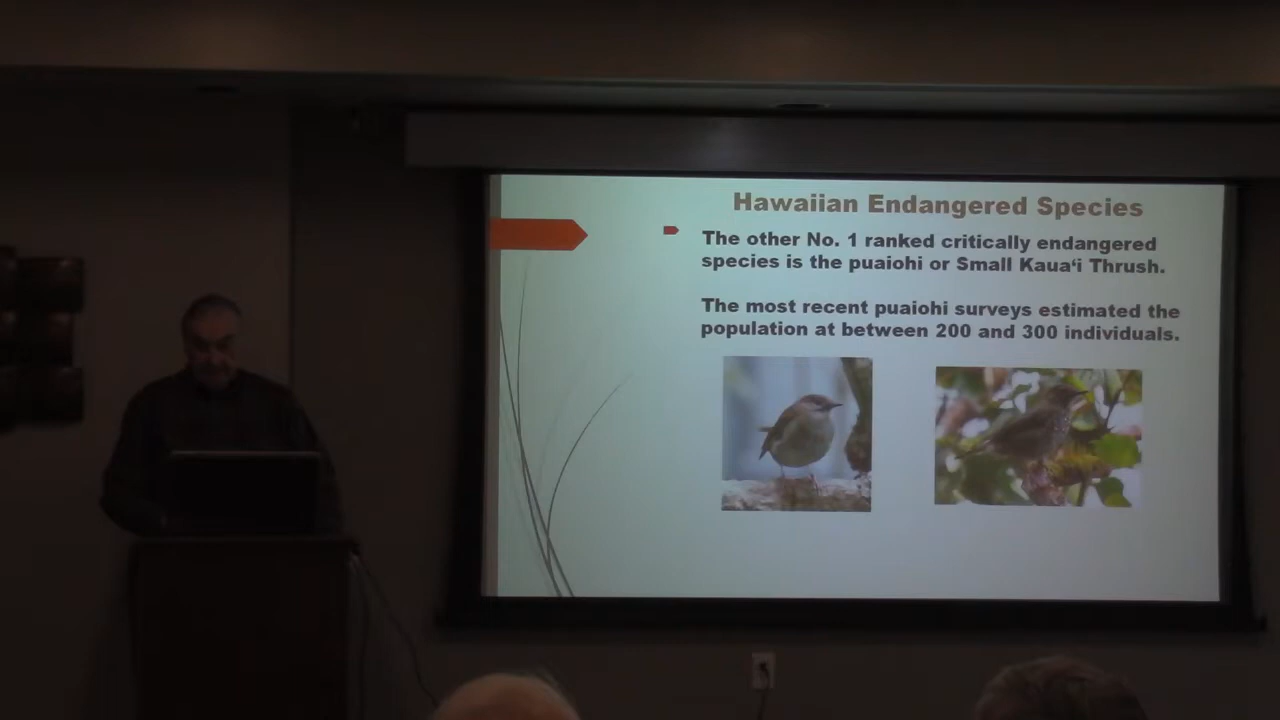 Hawaiian Endangered Species
The other No. 1 ranked critically endangered
species is the puaiohi or Small Kauaʻi Thrush.
The most recent puaiohi surveys estimated the
population at between 200 and 300 individuals.